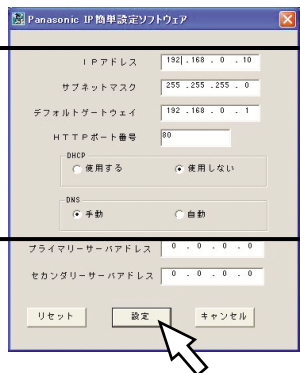 Panasonic IP簡単設定ソフトウェア
IPアドレス 192.168.0.10
サブネットマスク 255.255.255.0
デフォルトゲートウェイ 192.168.0.1
HTTPポート番号 80
DHCP
使用する 使用しない
DNS
手動 自動
プライマリーサーバアドレス 0.0.0.0
セカンダリーサーバアドレス 0.0.0.0
リセット 設定 キャンセル